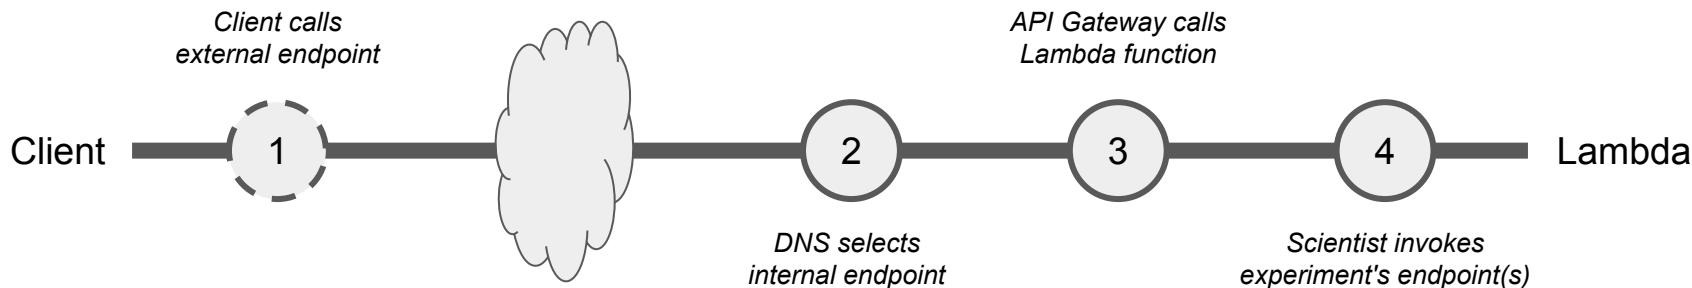 Client calls
external endpoint
API Gateway calls
Lambda function
Client
1
2
3
4
Lambda
DNS selects
internal endpoint
Scientist invokes
experiment's endpoint(s)